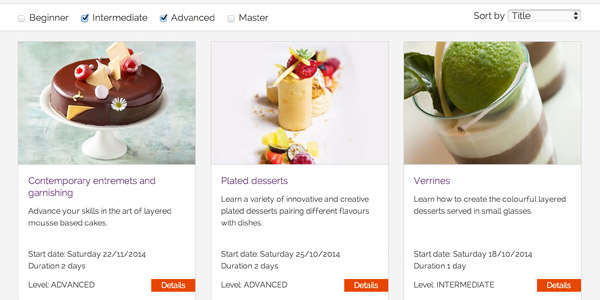 Beginner Intermediate Advanced Master
Sort by Title
Contemporary entremets and
garnishing
Advance your skills in the art of layered
mousse based cakes.
Start date: Saturday 22/11/2014
Duration 2 days
Level: ADVANCED
Details
Plated desserts
Learn a variety of innovative and creative
plated desserts pairing different flavours
with dishes.
Start date: Saturday 25/10/2014
Duration 2 days
Level: ADVANCED
Details
Verrines
Learn how to create the colourful layered
desserts served in small glasses.
Start date: Saturday 18/10/2014
Duration 1 day
Level: INTERMEDIATE
Details